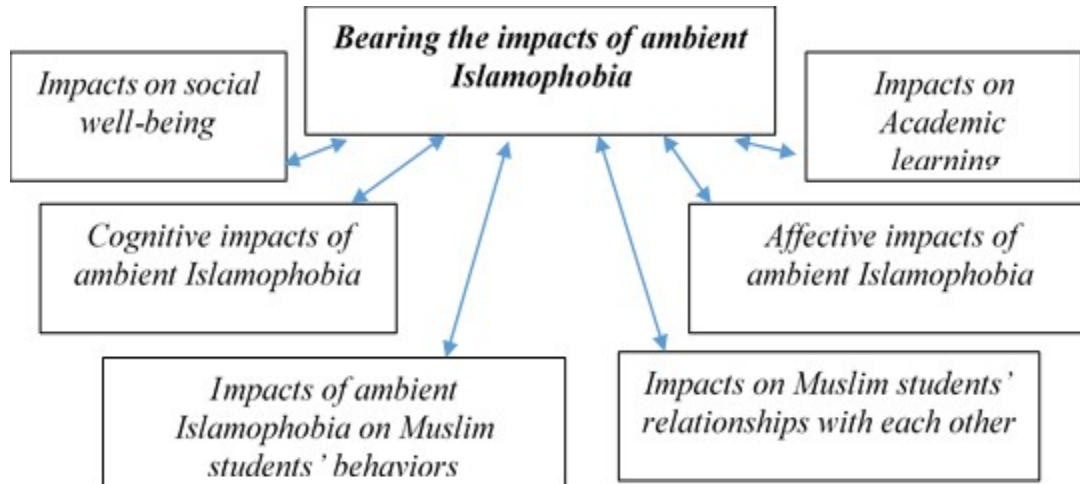 Bearing the impacts of ambient
Islamophobia
Impacts on social
well-being
Impacts on
Academic
learning
Cognitive impacts of
ambient Islamophobia
Affective impacts of
ambient Islamophobia
Impacts of ambient
Islamophobia on Muslim
students’ behaviors
Impacts on Muslim students’
relationships with each other